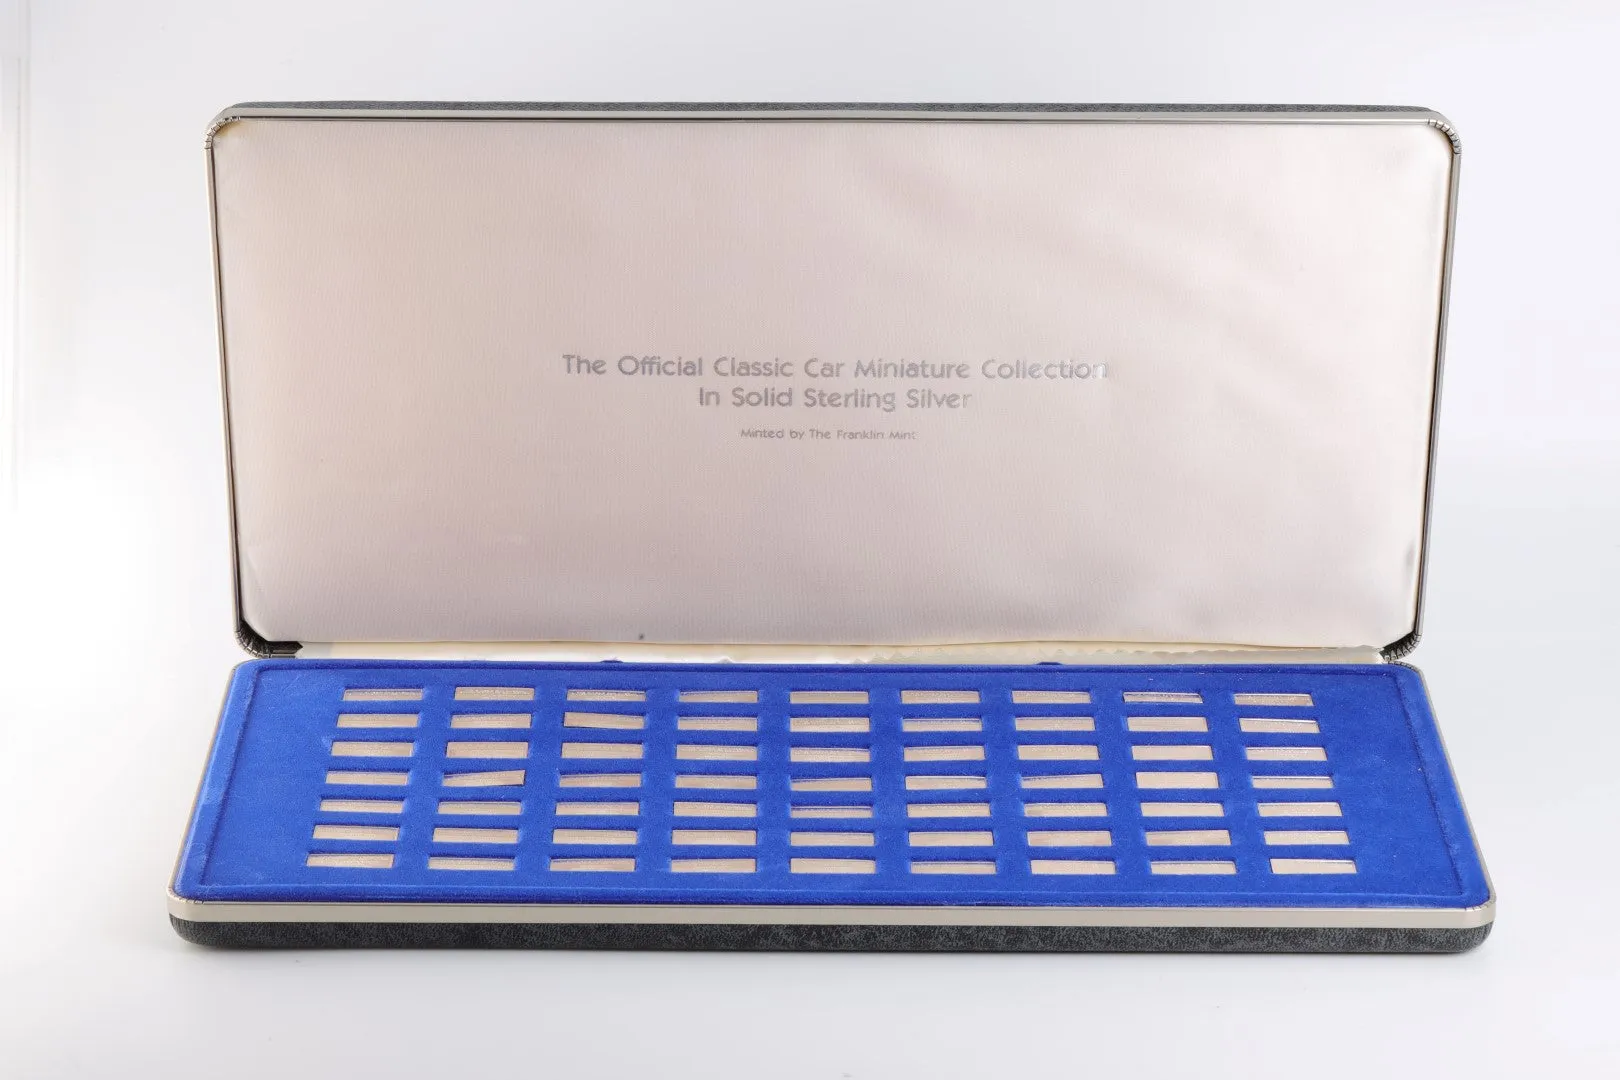 The Official Classic Car Miniature Collection
In Solid Sterling Silver
Minted by The Franklin Mint